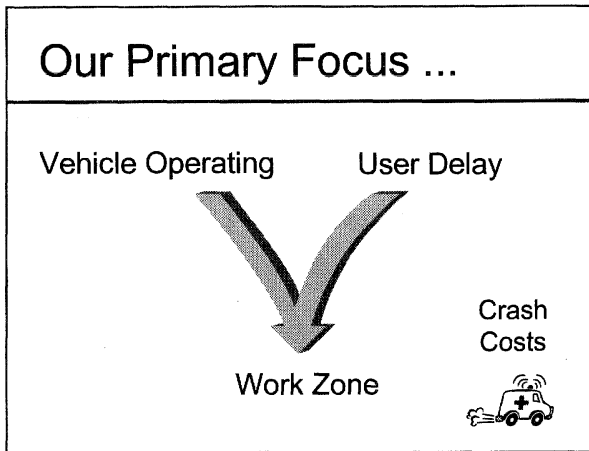 Our Primary Focus ...
Vehicle Operating
User Delay
Crash
Costs
Work Zone